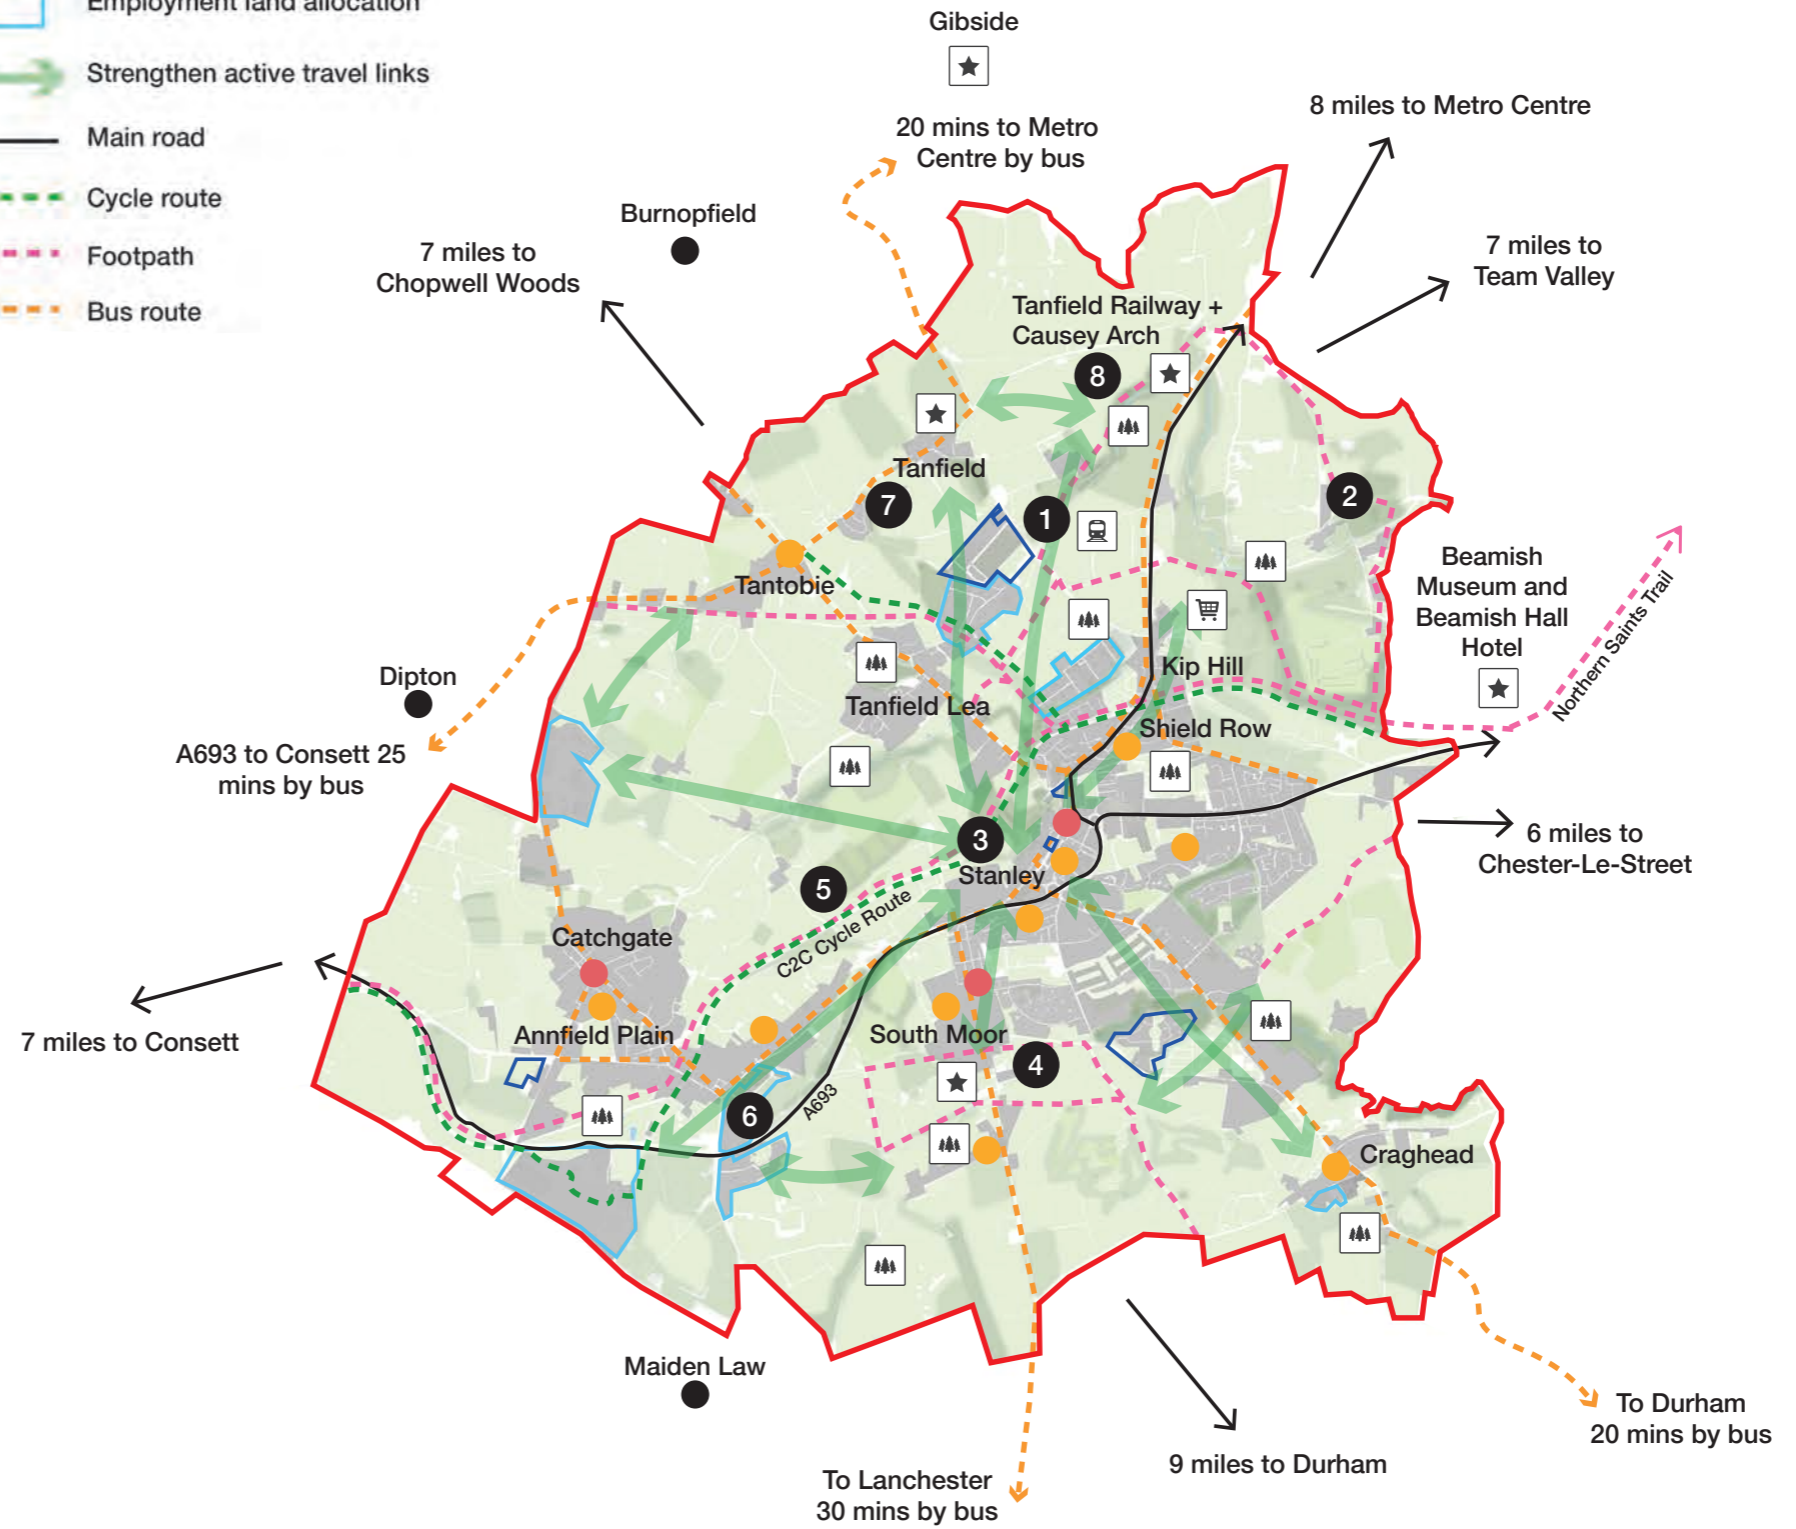 Employment land allocation
Strengthen active travel links
Main road
Cycle route
Footpath
Bus route
Gibside
20 mins to Metro
Centre by bus
8 miles to Metro Centre
Burnopfield
7 miles to
Chopwell Woods
7 miles to
Team Valley
Tanfield Railway +
Causey Arch
8
Tanfield
7
1
2
Tantobie
Beamish
Museum and
Beamish Hall
Hotel
Northern Saints Trail
Kip Hill
Dipton
Tanfield Lea
Shield Row
A693 to Consett 25
mins by bus
3
Stanley
6 miles to
Chester-Le-Street
5
C2C Cycle Route
Catchgate
7 miles to Consett
Annfield Plain
South Moor
4
6
A693
Craghead
Maiden Law
To Durham
20 mins by bus
9 miles to Durham
To Lanchester
30 mins by bus